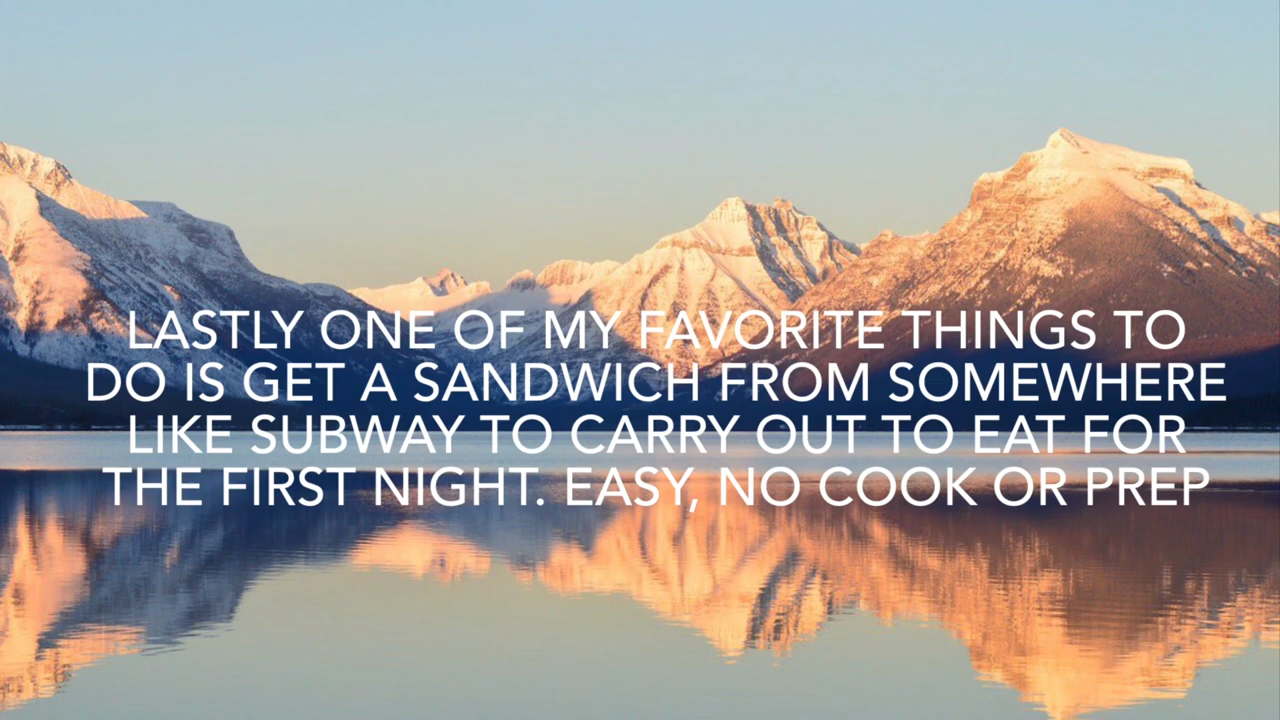 LASTLY ONE OF MY FAVORITE THINGS TO
DO IS GET A SANDWICH FROM SOMEWHERE
LIKE SUBWAY TO CARRY OUT TO EAT FOR
THE FIRST NIGHT. EASY, NO COOK OR PREP